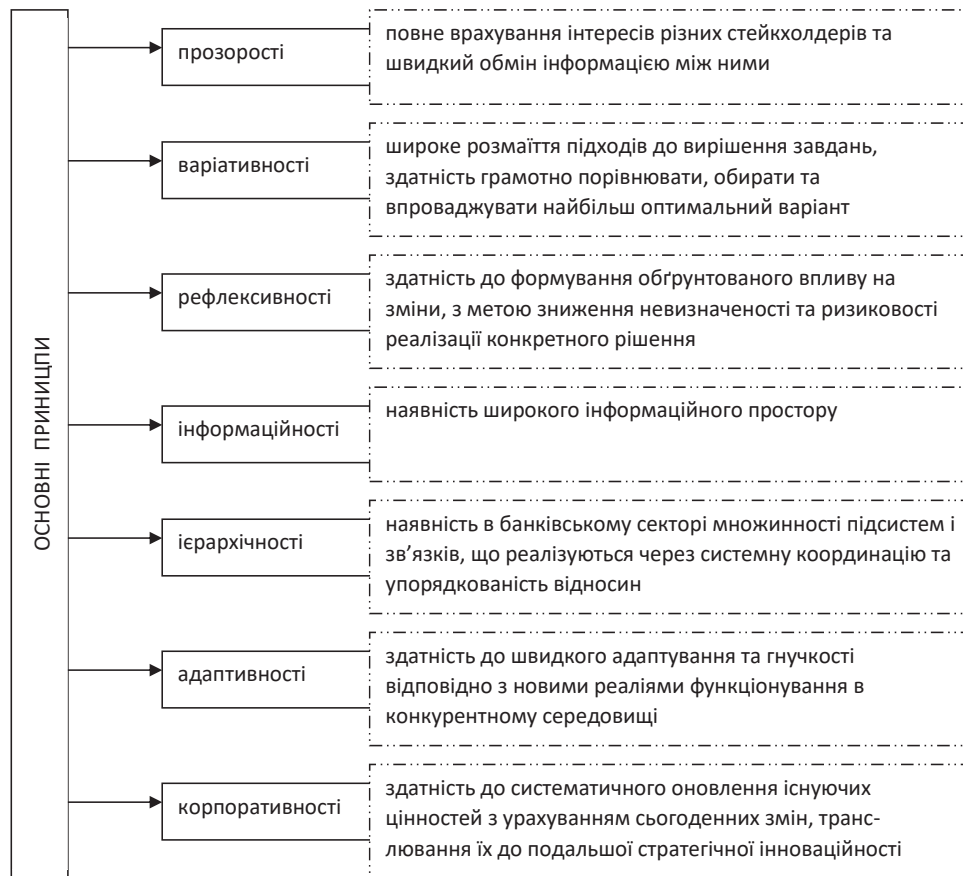 ОСНОВНІ ПРИНИЦПИ
прозорості
повне врахування інтересів різних стейкхолдерів та
швидкий обмін інформацією між ними
варіативності
широке розмаїття підходів до вирішення завдань,
здатність грамотно порівнювати, обирати та
впроваджувати найбільш оптимальний варіант
рефлексивності
здатність до формування обґрунтованого впливу на
зміни, з метою зниження невизначеності та ризиковості
реалізації конкретного рішення
інформаційності
наявність широкого інформаційного простору
ієрархічності
наявність в банківському секторі множинності підсистем і
зв’язків, що реалізуються через системну координацію та
упорядкованість відносин
адаптивності
здатність до швидкого адаптування та гнучкості
відповідно з новими реаліями функціонування в
конкурентному середовищі
корпоративності
здатність до систематичного оновлення існуючих
цінностей з урахуванням сьогоденних змін, транс-
лювання їх до подальшої стратегічної інноваційності